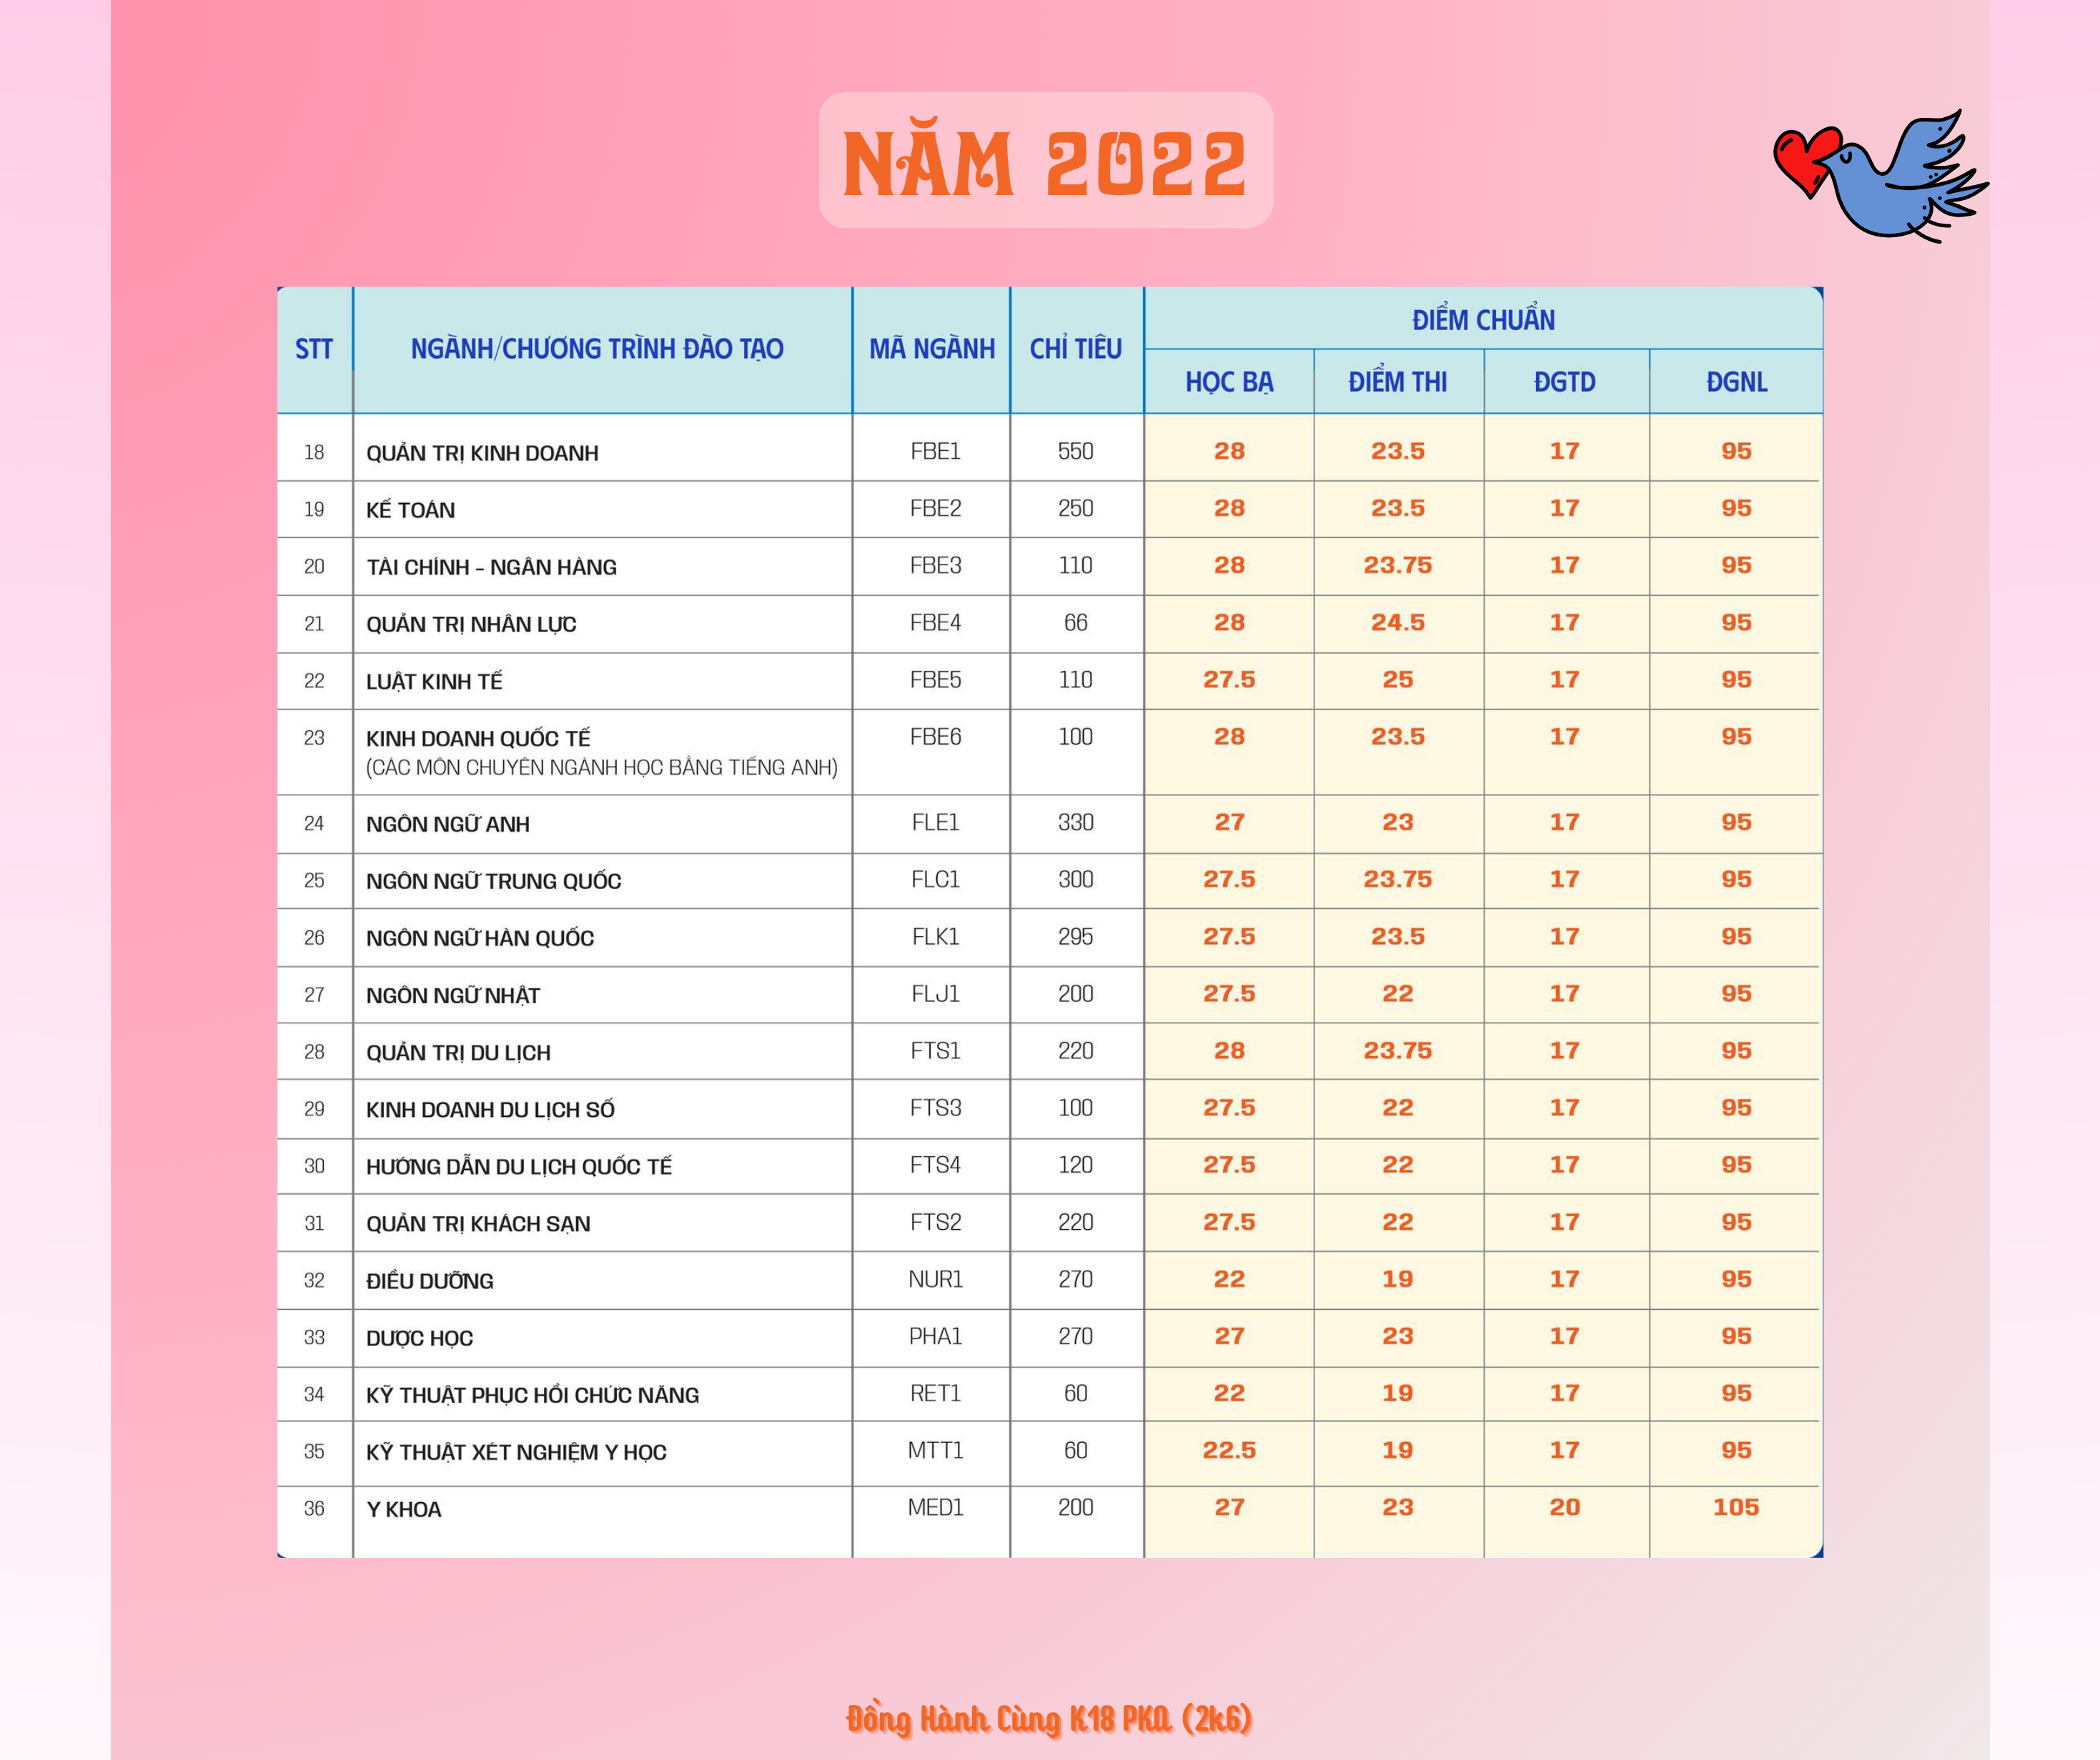 NĂM 2022
STT NGÀNH/CHƯƠNG TRÌNH ĐÀO TẠO MÃ NGÀNH CHỈ TIÊU ĐIỂM CHUẨN
HỌC BẠ ĐIỂM THI ĐGTD ĐGNL
18 QUẢN TRỊ KINH DOANH FBE1 550 28 23.5 17 95
19 KẾ TOÁN FBE2 250 28 23.5 17 95
20 TÀI CHÍNH - NGÂN HÀNG FBE3 110 28 23.75 17 95
21 QUẢN TRỊ NHÂN LỰC FBE4 66 28 24.5 17 95
22 LUẬT KINH TẾ FBE5 110 27.5 25 17 95
23 KINH DOANH QUỐC TẾ FBE6 100 28 23.5 17 95
(CÁC MÔN CHUYÊN NGÀNH HỌC BẰNG TIẾNG ANH)
24 NGÔN NGỮ ANH FLE1 330 27 23 17 95
25 NGÔN NGỮ TRUNG QUỐC FLC1 300 27.5 23.75 17 95
26 NGÔN NGỮ HÀN QUỐC FLK1 295 27.5 23.5 17 95
27 NGÔN NGỮ NHẬT FLJ1 200 27.5 22 17 95
28 QUẢN TRỊ DU LỊCH FTS1 220 28 23.75 17 95
29 KINH DOANH DU LỊCH SỐ FTS3 100 27.5 22 17 95
30 HƯỚNG DẪN DU LỊCH QUỐC TẾ FTS4 120 27.5 22 17 95
31 QUẢN TRỊ KHÁCH SẠN FTS2 220 27.5 22 17 95
32 ĐIỀU DƯỠNG NUR1 270 22 19 17 95
33 DƯỢC HỌC PHA1 270 27 23 17 95
34 KỸ THUẬT PHỤC HỒI CHỨC NĂNG RET1 60 22 19 17 95
35 KỸ THUẬT XÉT NGHIỆM Y HỌC MTT1 60 22.5 19 17 95
36 Y KHOA MED1 200 27 23 20 105
Đồng Hành Cùng K18 PKA (2k6)